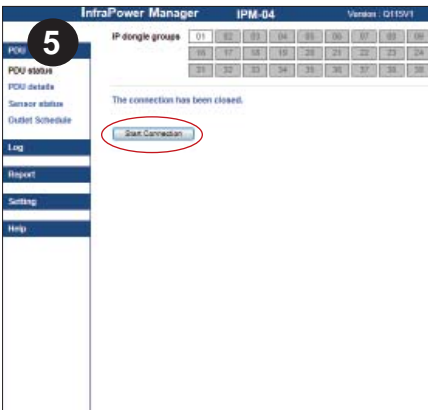 InfraPower Manager IPM-04 Version : Q115V1
5
IP dongle groups 01 02 03 04 05 06 07 08 09
16 17 18 19 20 21 22 23 24
31 32 33 34 35 36 37 38 39
PDU
PDU status
PDU details
Sensor status
Outlet Schedule
The connection has been closed.
Start Connection
Log
Report
Setting
Help